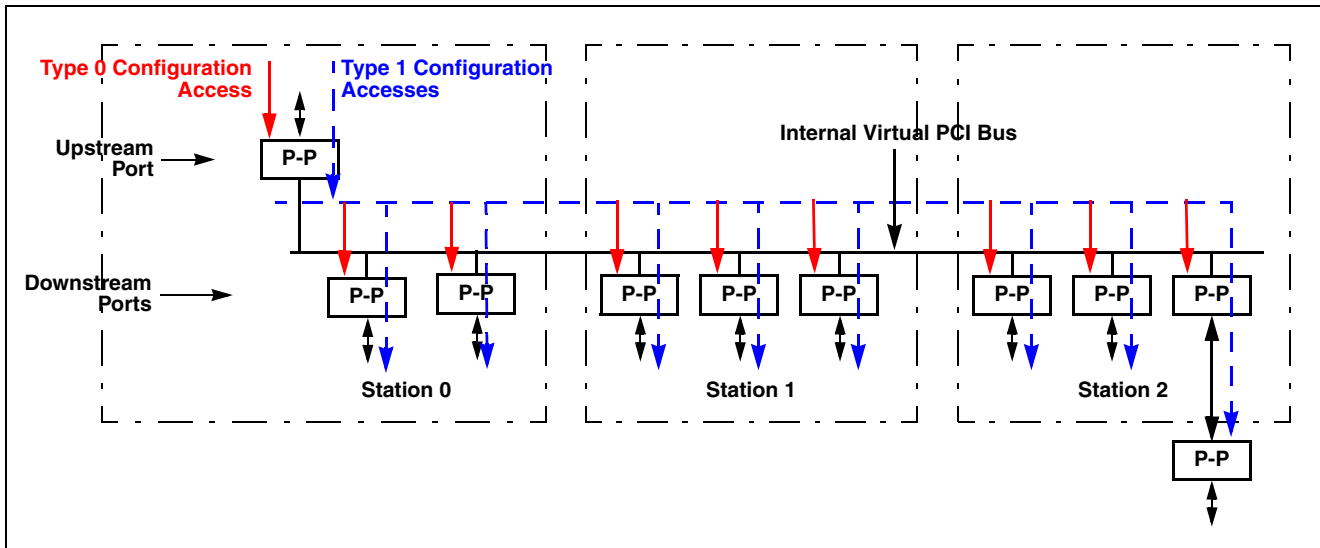 Type 0 Configuration
Access
Type 1 Configuration
Accesses
Internal Virtual PCI Bus
Upstream
Port
P-P
Downstream
Ports
P-P
P-P
P-P
P-P
P-P
P-P
P-P
P-P
Station 0
Station 1
Station 2
P-P